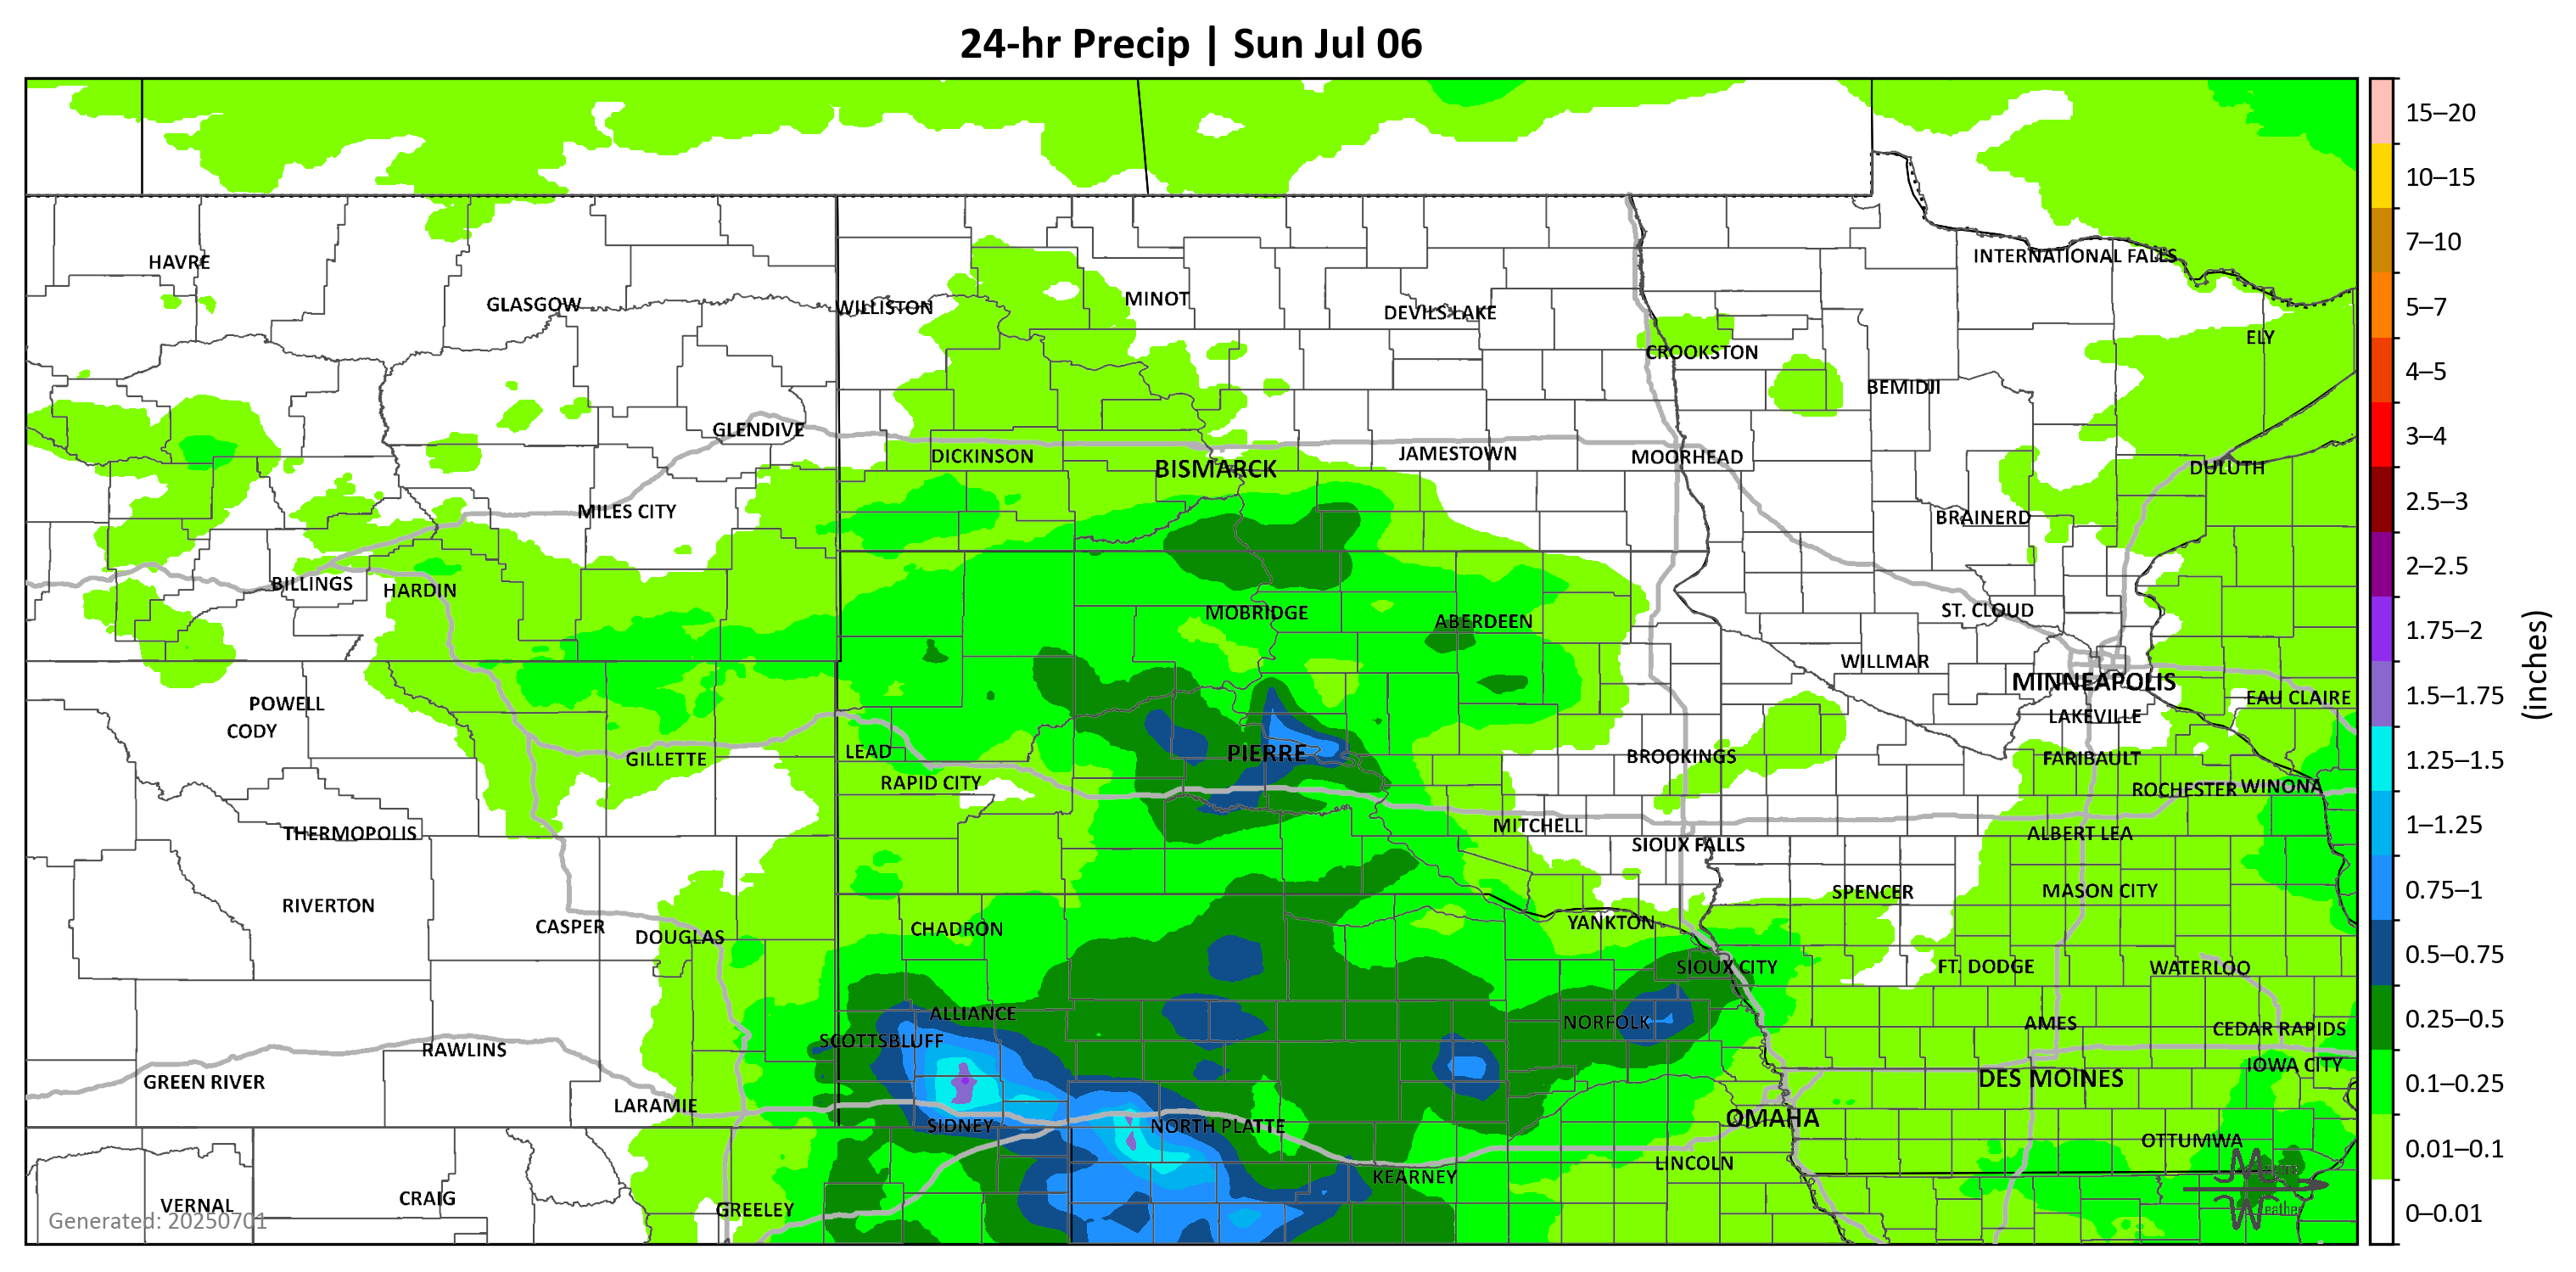 24-hr Precip | Sun Jul 06
15–20
10–15
7–10
5–7
4–5
3–4
2.5–3
2–2.5
1.75–2
1.5–1.75
1.25–1.5
1–1.25
0.75–1
0.5–0.75
0.25–0.5
0.1–0.25
0.01–0.1
0–0.01
(inches)
HAVRE
INTERNATIONAL FALLS
GLASGOW
WILLISTON
MINOT
DEVILS LAKE
ELY
CROOKSTON
BEMIDJI
GLENDIVE
DICKINSON
BISMARCK
JAMESTOWN
MOORHEAD
DULUTH
MILES CITY
BRAINERD
BILLINGS
HARDIN
MOBRIDGE
ABERDEEN
ST. CLOUD
WILLMAR
MINNEAPOLIS
EAU CLAIRE
POWELL
CODY
LAKEVILLE
LEAD
GILLETTE
PIERRE
BROOKINGS
FARIBAULT
RAPID CITY
ROCHESTER
WINONA
THERMOPOLIS
MITCHELL
ALBERT LEA
SIOUX FALLS
RIVERTON
SPENCER
MASON CITY
CASPER
DOUGLAS
CHADRON
YANKTON
SIOUX CITY
FT. DODGE
WATERLOO
ALLIANCE
NORFOLK
AMES
CEDAR RAPIDS
SCOTTSBLUFF
RAWLINS
GREEN RIVER
DES MOINES
IOWA CITY
LARAMIE
SIDNEY
NORTH PLATTE
OMAHA
OTTUMWA
LINCOLN
KEARNEY
VERNAL
CRAIG
GREELEY
Generated: 20250701